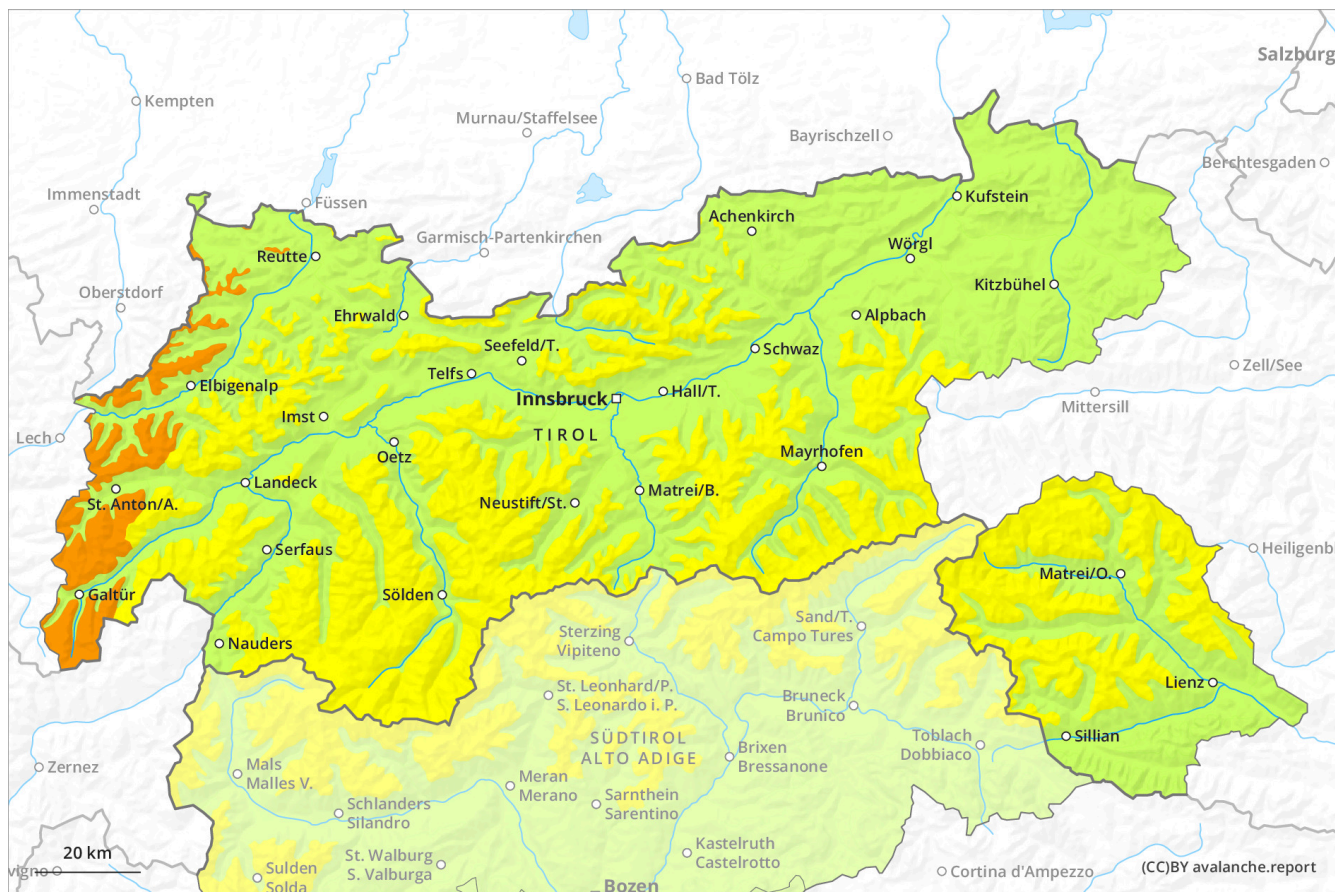 Salzburg
Bad Tölz
Kempten
Murnau/Staffelsee
Bayrischzell
Berchtesgaden
Immenstadt
Füssen
Kufstein
Achenkirch
Garmisch-Partenkirchen
Wörgl
Reutte
Kitzbühel
Oberstdorf
Ehrwald
Alpbach
Seefeld/T.
Schwaz
Zell/See
Telfs
Elbigenalp
Hall/T.
Innsbruck
Mittersill
Imst
TIROL
Lech
Oetz
Mayrhofen
Landeck
Matrei/B.
St. Anton/A.
Neustift/St.
Serfaus
Heiligenb
Matrei/O.
Galtür
Sölden
Sand/T.
Campo Tures
Sterzing
Vipiteno
Nauders
Lienz
St. Leonhard/P.
S. Leonardo i. P.
Bruneck
Brunico
SÜDTIROL
ALTO ADIGE
Toblach
Dobbiaco
Sillian
Brixen
Bressanone
Zernez
Mals
Malles V.
Meran
Merano
Sarnthein
Sarentino
Schlanders
Silandro
Kastelruth
Castelrotto
20 km
St. Walburg
S. Valburga
vigno
Sulden
Solda
Cortina d'Ampezzo
(CC)BY avalanche.report
Bozen